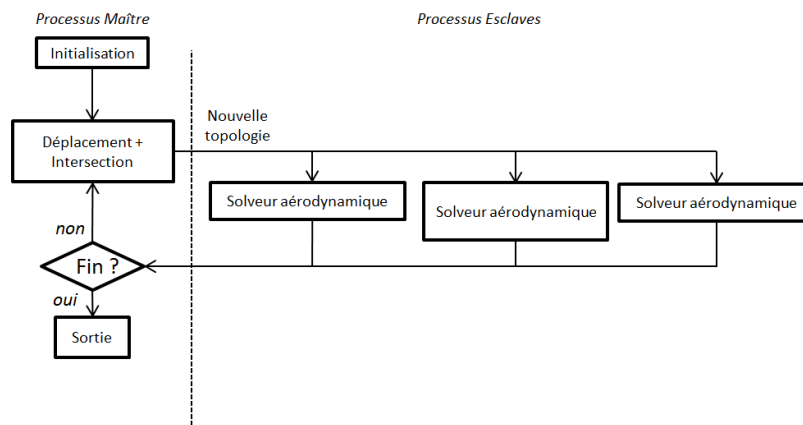 Processus Maître
Processus Esclaves
Initialisation
Nouvelle
topologie
Déplacement +
Intersection
Solveur aérodynamique
Solveur aérodynamique
Solveur aérodynamique
non
Fin ?
oui
Sortie